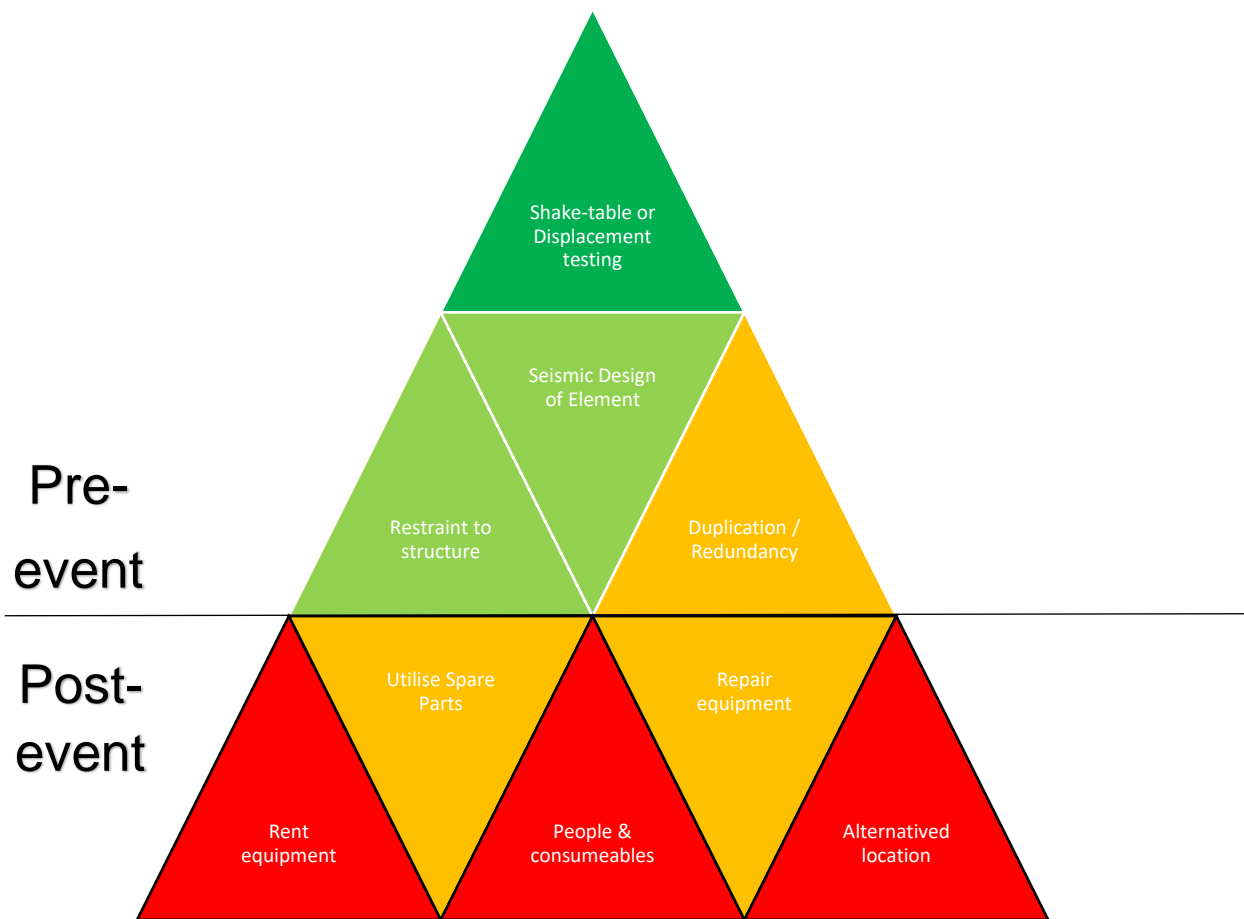 Shake-table or
Displacement
testing
Seismic Design
of Element
Pre-
event
Restraint to
structure
Duplication /
Redundancy
Post-
event
Utilise Spare
Parts
Repair
equipment
Rent
equipment
People &
consumeables
Alternatived
location